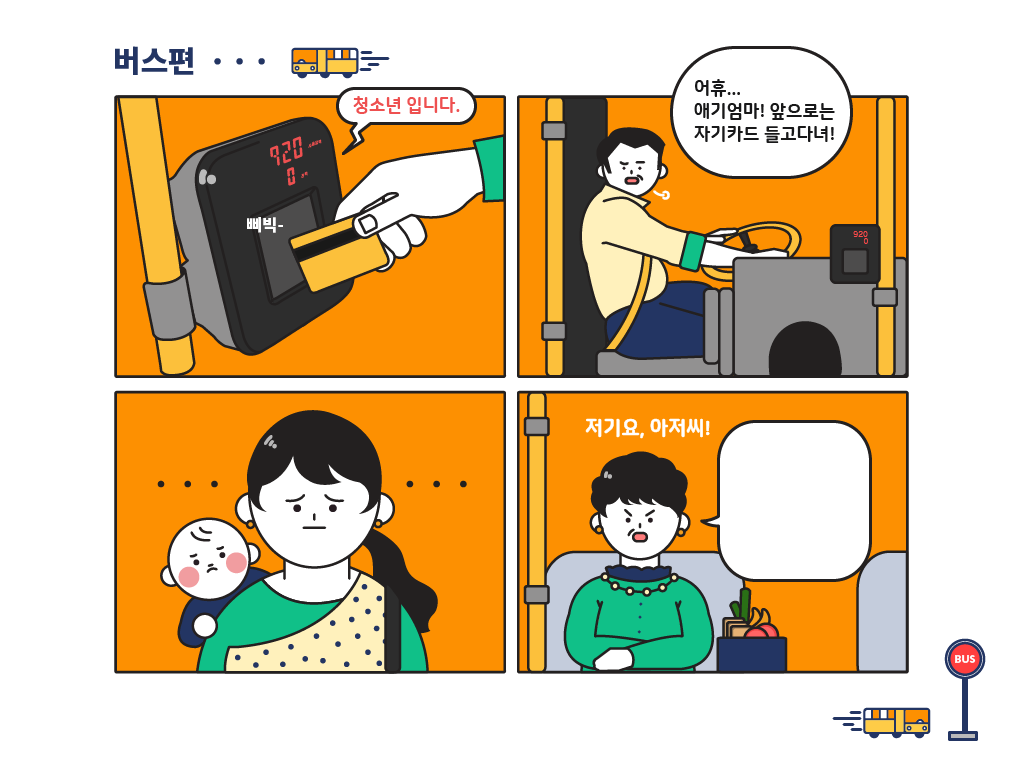 버스편 • • •
청소년 입니다.
920
0
삐빅-
어휴...
애기엄마! 앞으로는
자기카드 들고다녀!
920
0
저기요, 아저씨!
BUS